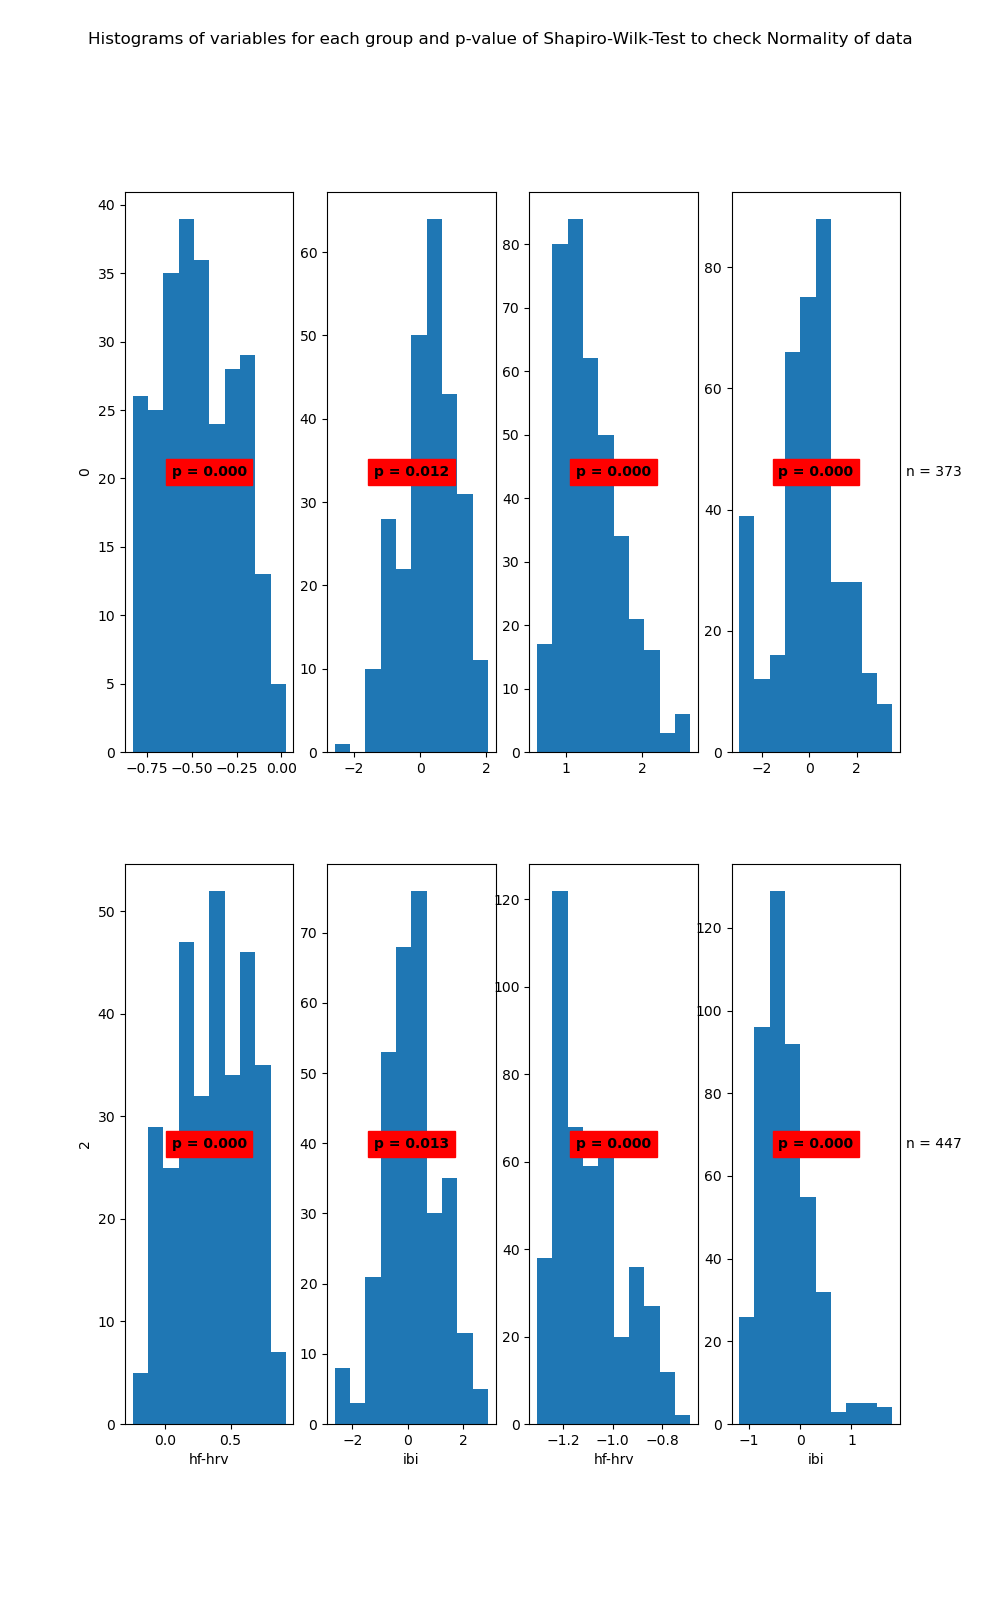 Histograms of variables for each group and p-value of Shapiro-Wilk-Test to check Normality of data
40
35
30
25
20
15
10
5
0
0
p = 0.000
−0.75 −0.50 −0.25 0.00
60
50
40
30
20
10
0
p = 0.012
−2 0 2
80
70
60
50
40
30
20
10
0
p = 0.000
1 2
80
60
40
20
0
p = 0.000
−2 0 2
n = 373
50
40
30
20
10
0
2
p = 0.000
0.0 0.5
hf-hrv
70
60
50
40
30
20
10
0
p = 0.013
−2 0 2
ibi
120
100
80
60
40
20
0
p = 0.000
−1.2 −1.0 −0.8
hf-hrv
120
100
80
60
40
20
0
p = 0.000
−1 0 1
ibi
n = 447